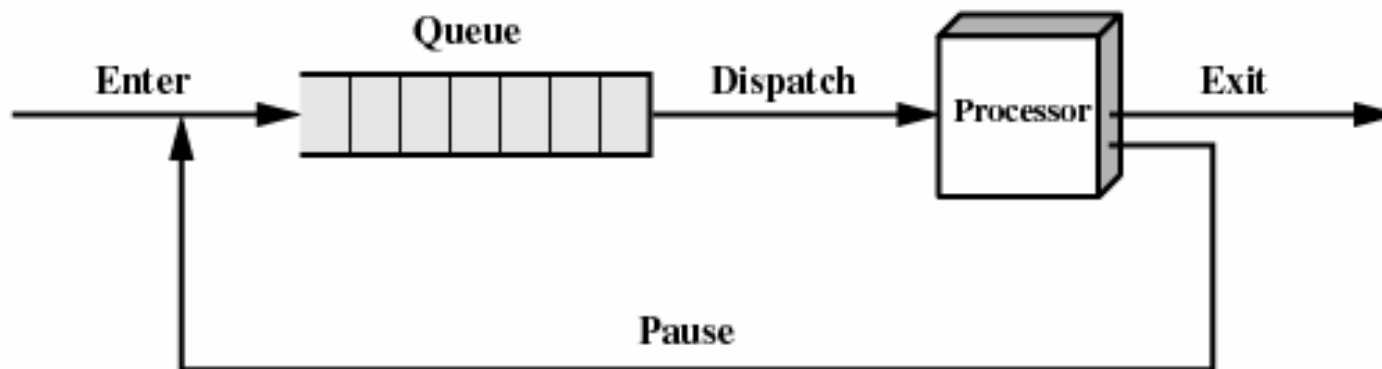 Queue
Enter
Dispatch
Processor
Exit
Pause